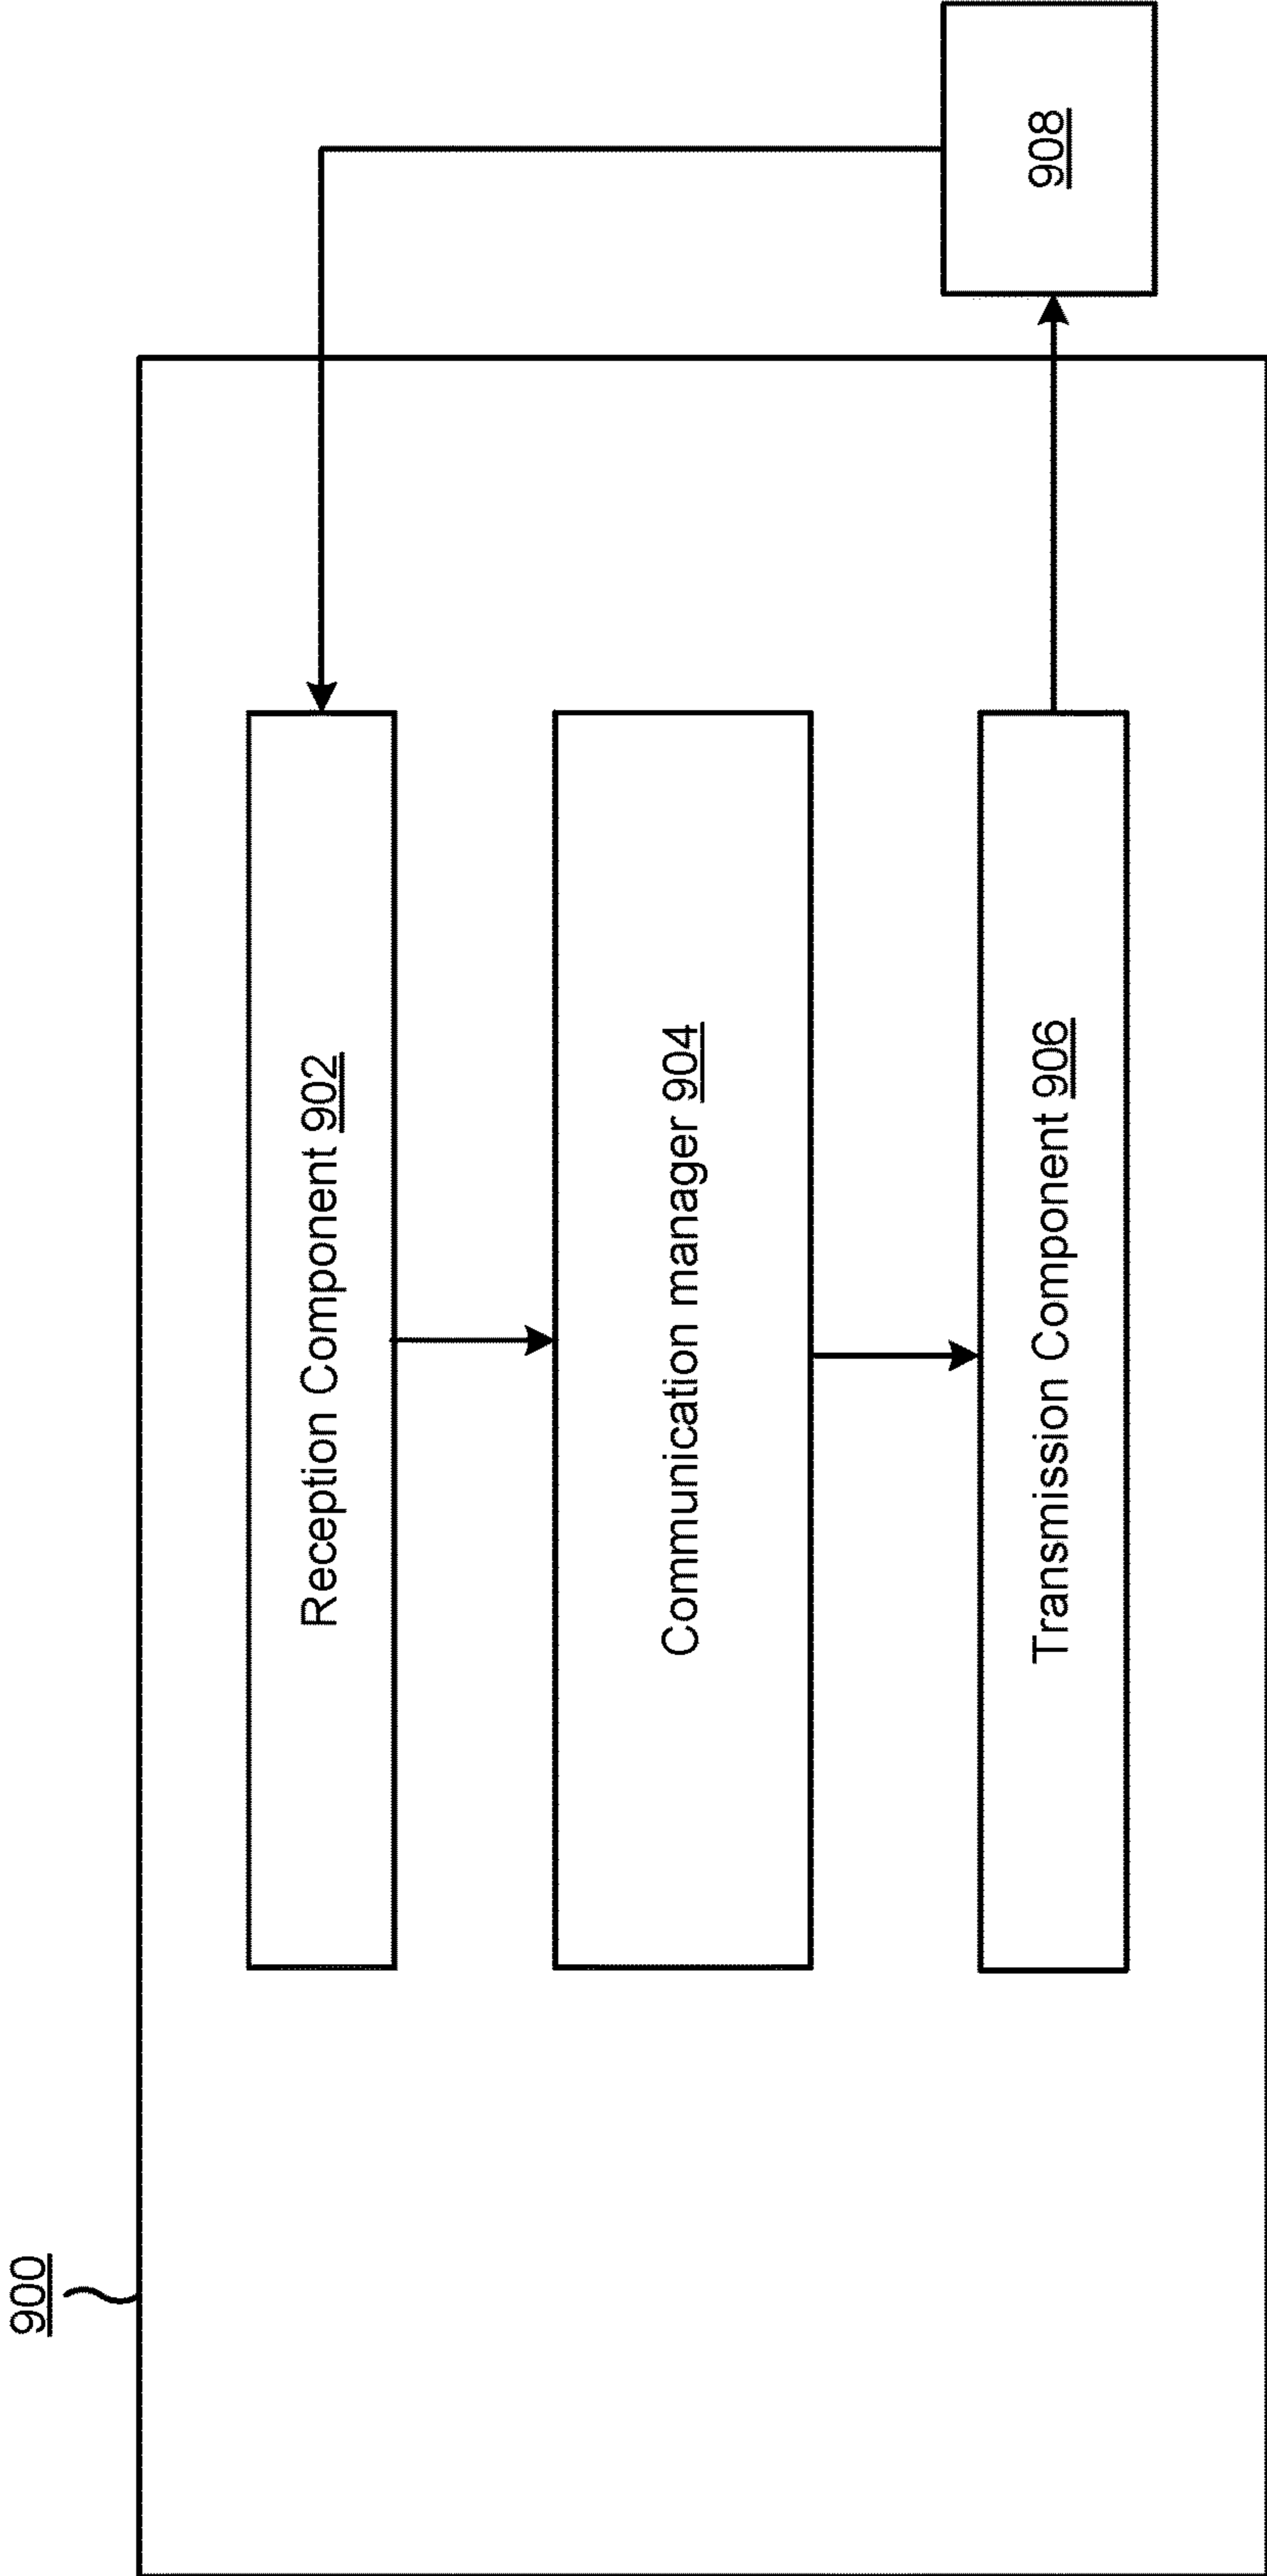 900
Reception Component 902
Communication manager 904
Transmission Component 906
908